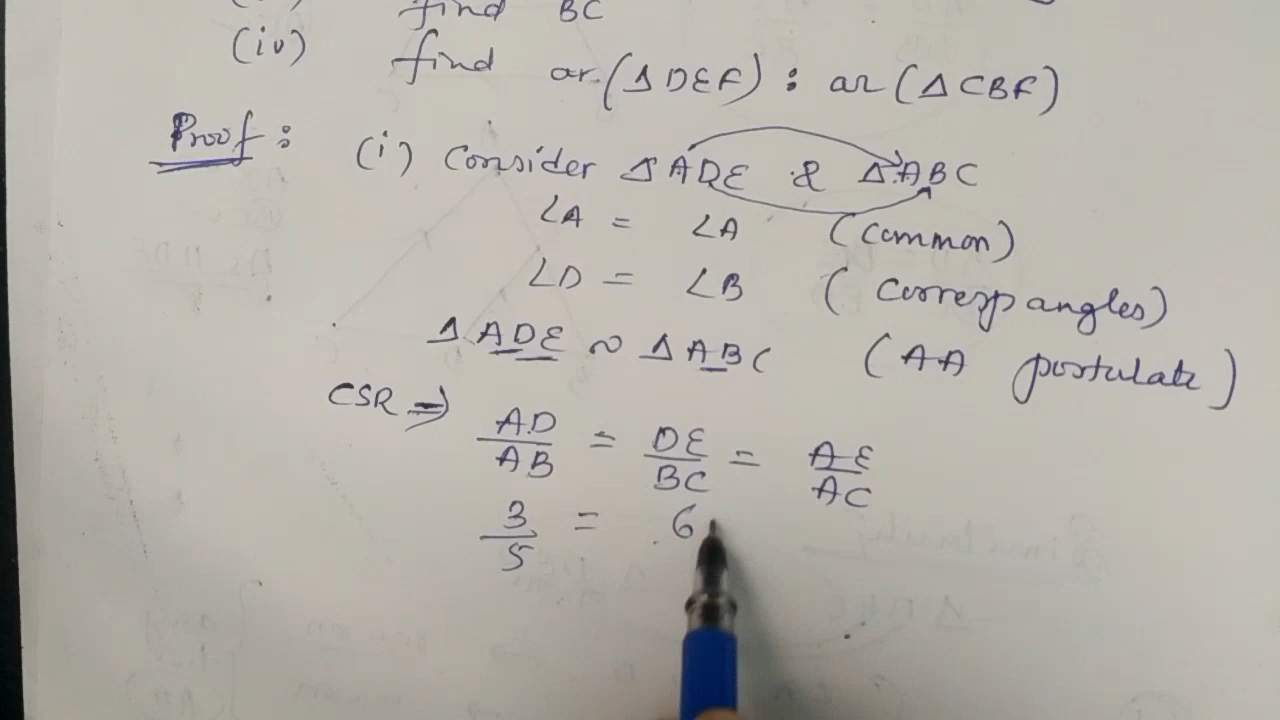 find BC
(iv) find ar.(ΔDEF) : ar(ΔCBF)
Proof: (i) Consider ΔADE & ΔABC
∠A = ∠A (common)
∠D = ∠B (corresp angles)
ΔADE ~ ΔABC (AA postulate)
CSR ⇒ AD/AB = DE/BC = AE/AC
3/5 = 6